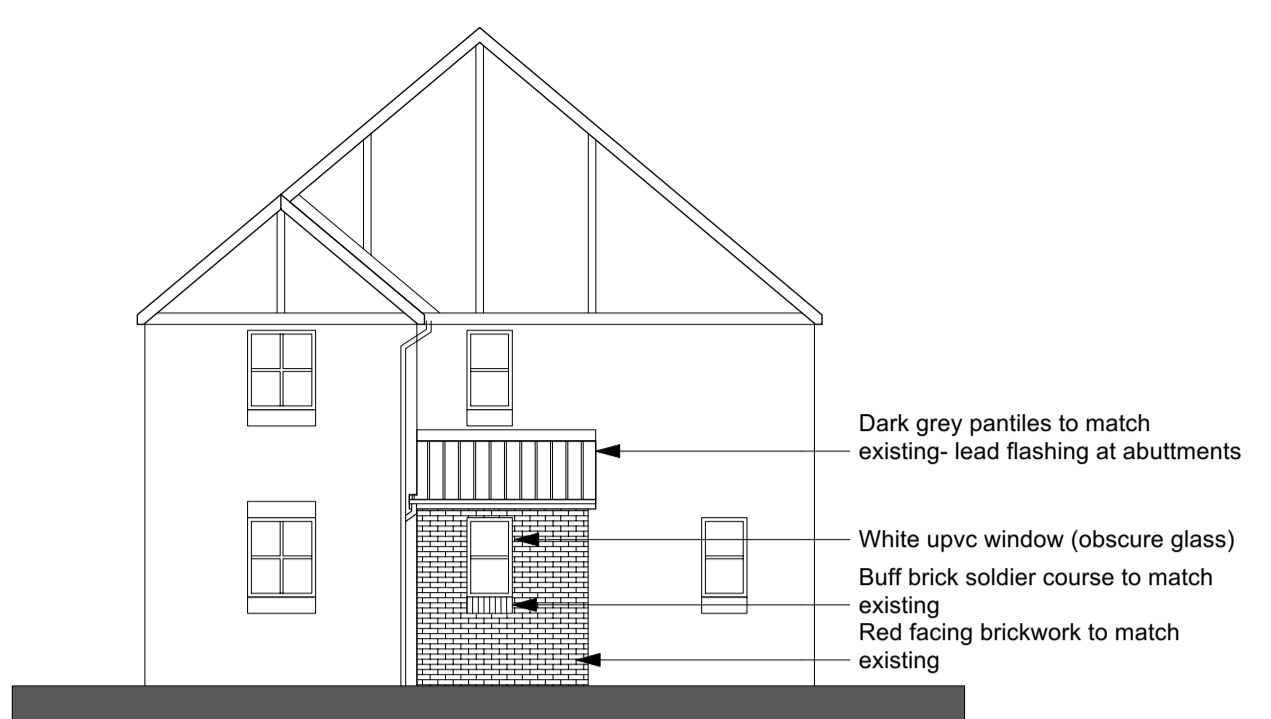 Dark grey pantiles to match
existing- lead flashing at abuttments
White upvc window (obscure glass)
Buff brick soldier course to match
existing
Red facing brickwork to match
existing